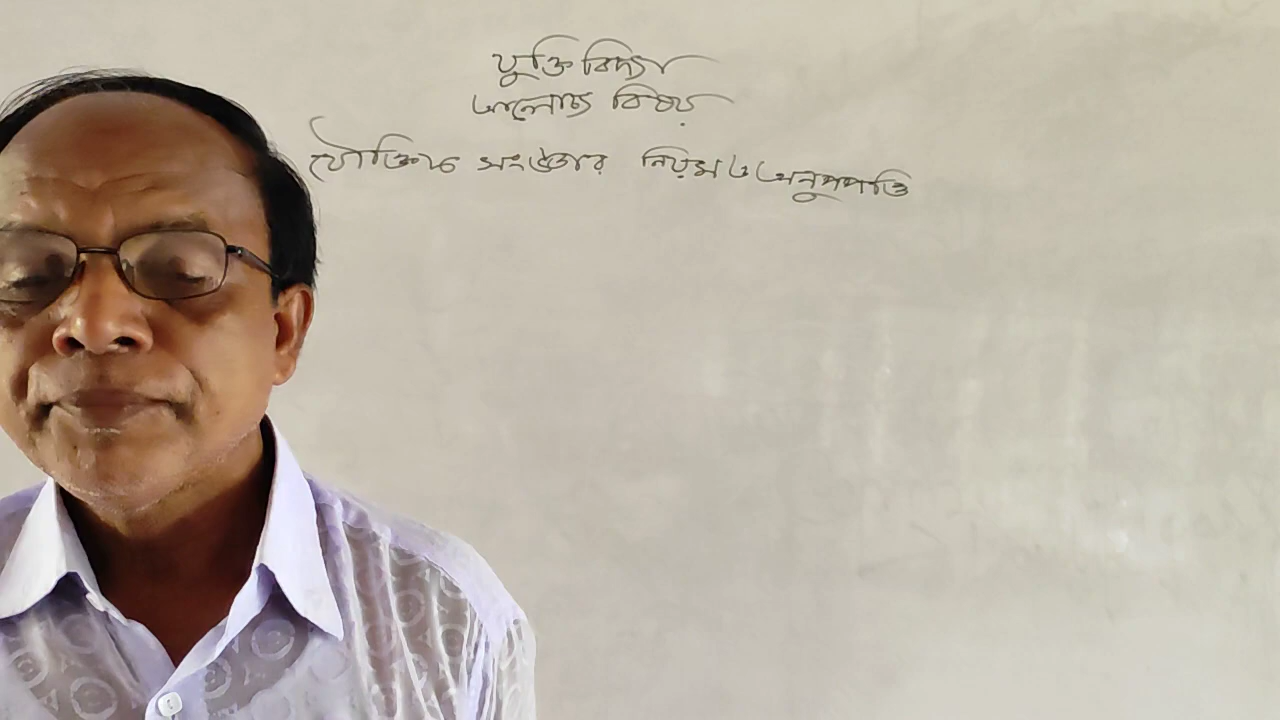 যুক্তিবিদ্যা
আলোচ্য বিষয়
যৌক্তিক সংজ্ঞার নিয়ম ও অনুপপত্তি